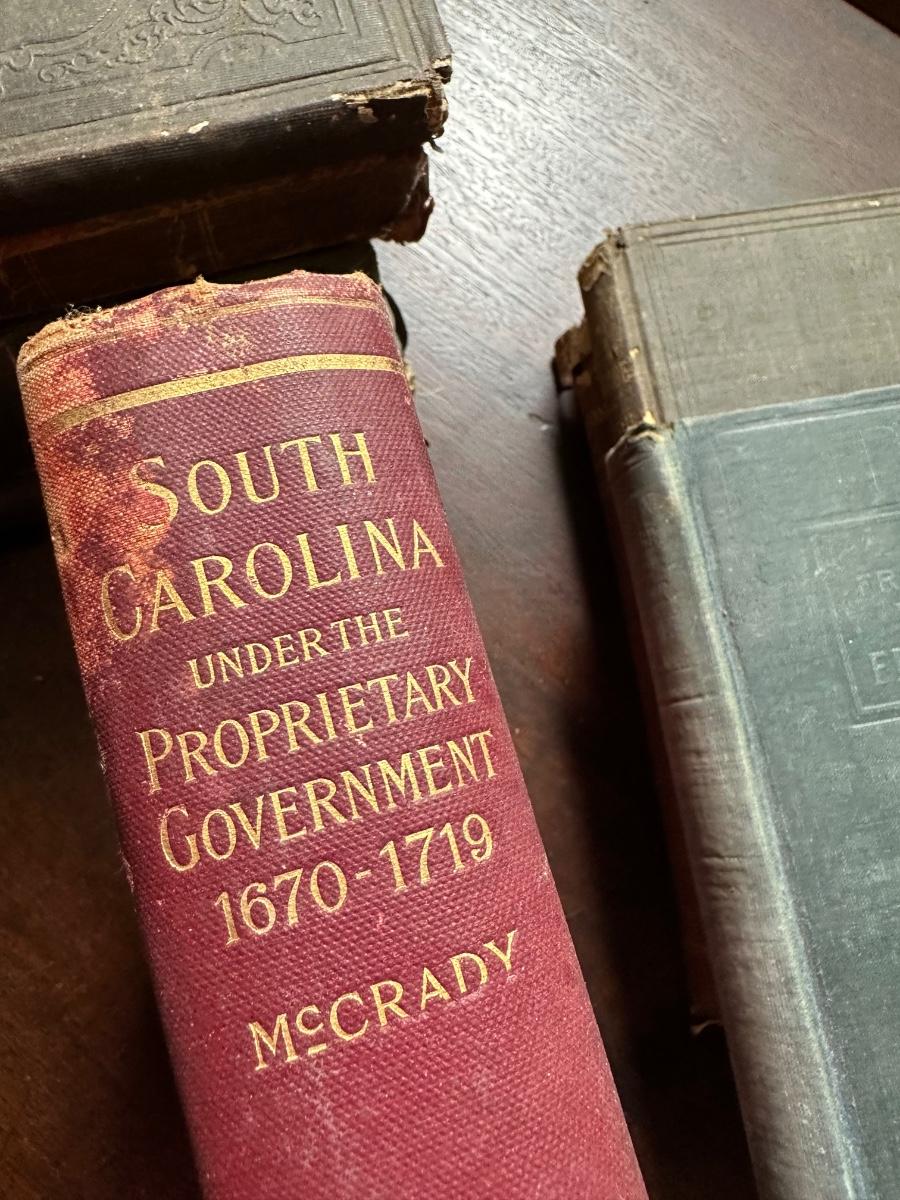 SOUTH
CAROLINA
UNDER THE
PROPRIETARY
GOVERNMENT
1670-1719
McCRADY